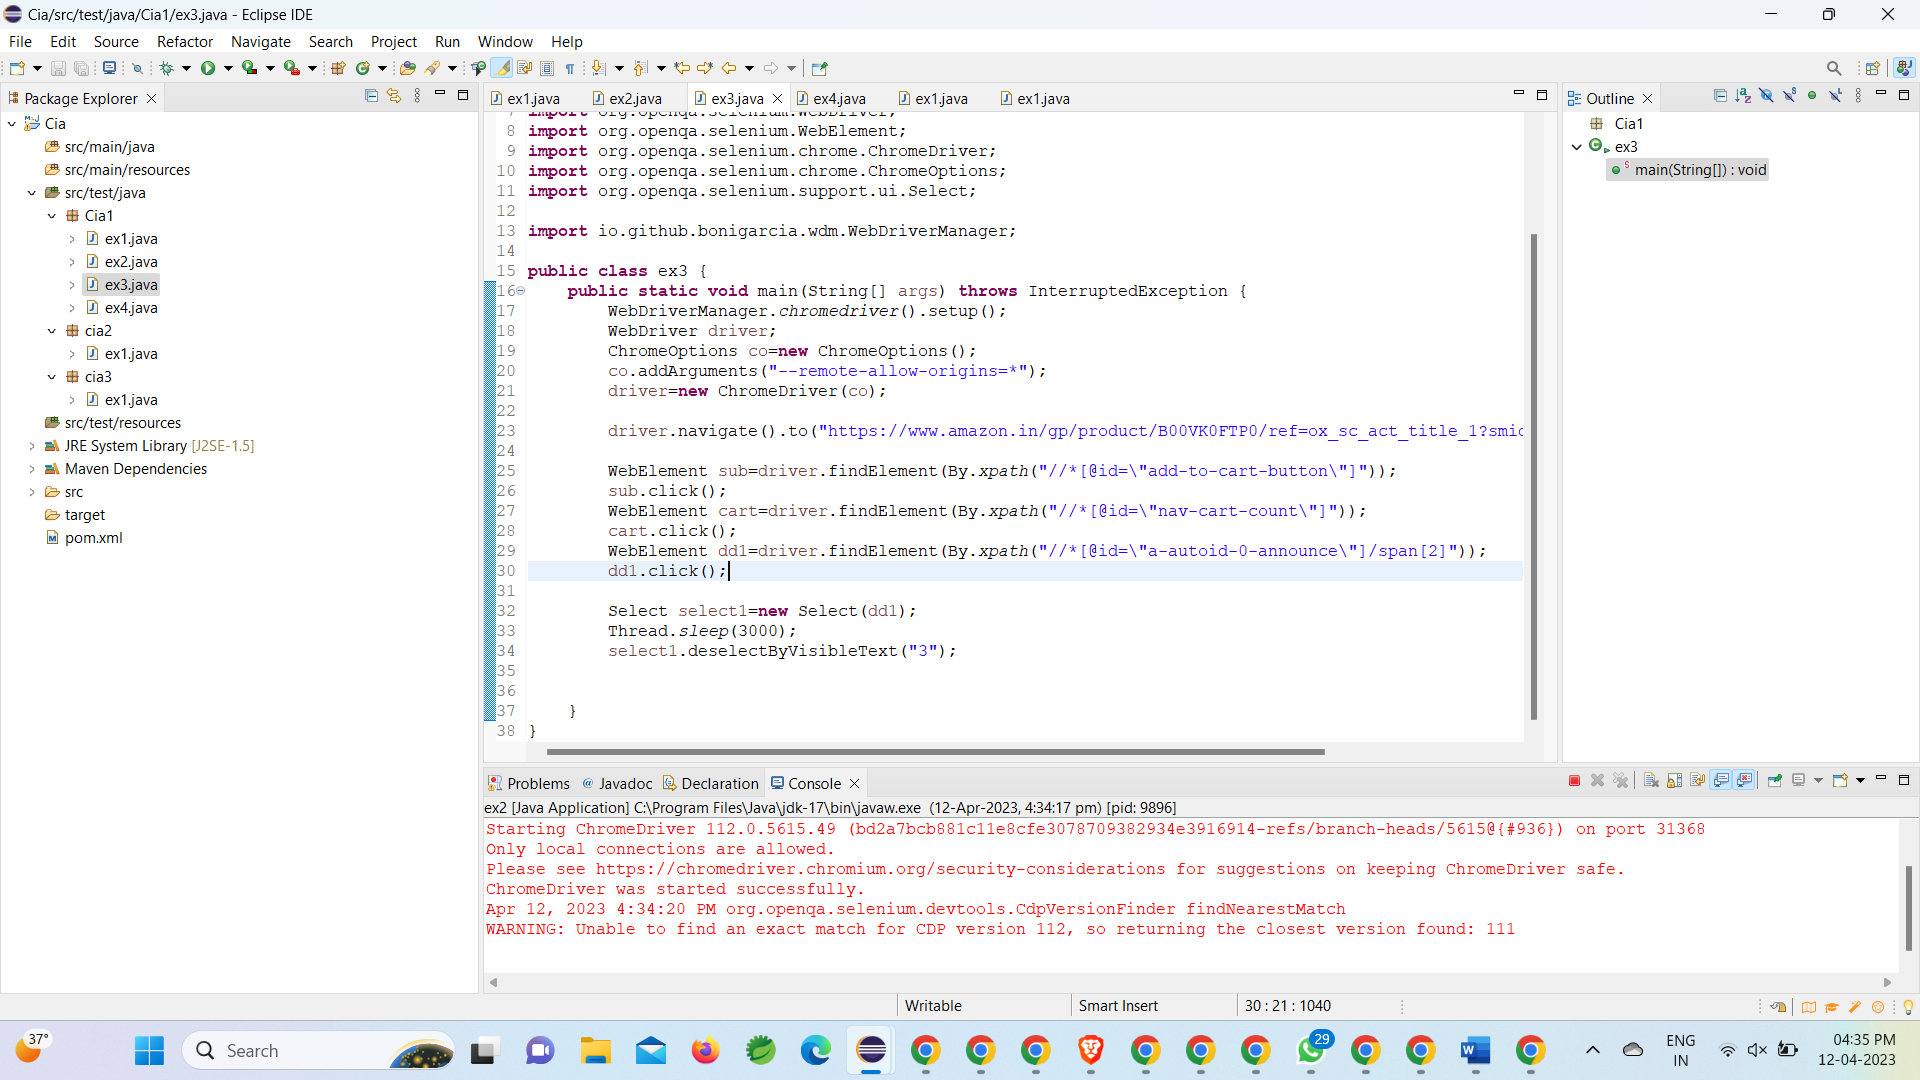 Cia/src/test/java/Cia1/ex3.java - Eclipse IDE
File Edit Source Refactor Navigate Search Project Run Window Help
Package Explorer
Cia
src/main/java
src/main/resources
src/test/java
Cia1
ex1.java
ex2.java
ex3.java
ex4.java
cia2
ex1.java
cia3
ex1.java
src/test/resources
JRE System Library [J2SE-1.5]
Maven Dependencies
src
target
pom.xml
ex1.java ex2.java ex3.java ex4.java ex1.java ex1.java
7 import org.openqa.selenium.WebDriver;
8 import org.openqa.selenium.WebElement;
9 import org.openqa.selenium.chrome.ChromeDriver;
10 import org.openqa.selenium.chrome.ChromeOptions;
11 import org.openqa.selenium.support.ui.Select;
12
13 import io.github.bonigarcia.wdm.WebDriverManager;
14
15 public class ex3 {
16 public static void main(String[] args) throws InterruptedException {
17 WebDriverManager.chromedriver().setup();
18 WebDriver driver;
19 ChromeOptions co=new ChromeOptions();
20 co.addArguments("--remote-allow-origins=*");
21 driver=new ChromeDriver(co);
22
23 driver.navigate().to("https://www.amazon.in/gp/product/B00VK0FTP0/ref=ox_sc_act_title_1?smic
24
25 WebElement sub=driver.findElement(By.xpath("//*[@id=\"add-to-cart-button\"]"));
26 sub.click();
27 WebElement cart=driver.findElement(By.xpath("//*[@id=\"nav-cart-count\"]"));
28 cart.click();
29 WebElement dd1=driver.findElement(By.xpath("//*[@id=\"a-autoid-0-announce\"]/span[2]"));
30 dd1.click();
31
32 Select select1=new Select(dd1);
33 Thread.sleep(3000);
34 select1.deselectByVisibleText("3");
35
36
37 }
38 }
Outline
Cia1
ex3
main(String[]) : void
Problems Javadoc Declaration Console
ex2 [Java Application] C:\Program Files\Java\jdk-17\bin\javaw.exe (12-Apr-2023, 4:34:17 pm) [pid: 9896]
Starting ChromeDriver 112.0.5615.49 (bd2a7bcb881c11e8cfe3078709382934e3916914-refs/branch-heads/5615@{#936}) on port 31368
Only local connections are allowed.
Please see https://chromedriver.chromium.org/security-considerations for suggestions on keeping ChromeDriver safe.
ChromeDriver was started successfully.
Apr 12, 2023 4:34:20 PM org.openqa.selenium.devtools.CdpVersionFinder findNearestMatch
WARNING: Unable to find an exact match for CDP version 112, so returning the closest version found: 111
Writable Smart Insert 30 : 21 : 1040
37°
Search
29
ENG
IN
04:35 PM
12-04-2023